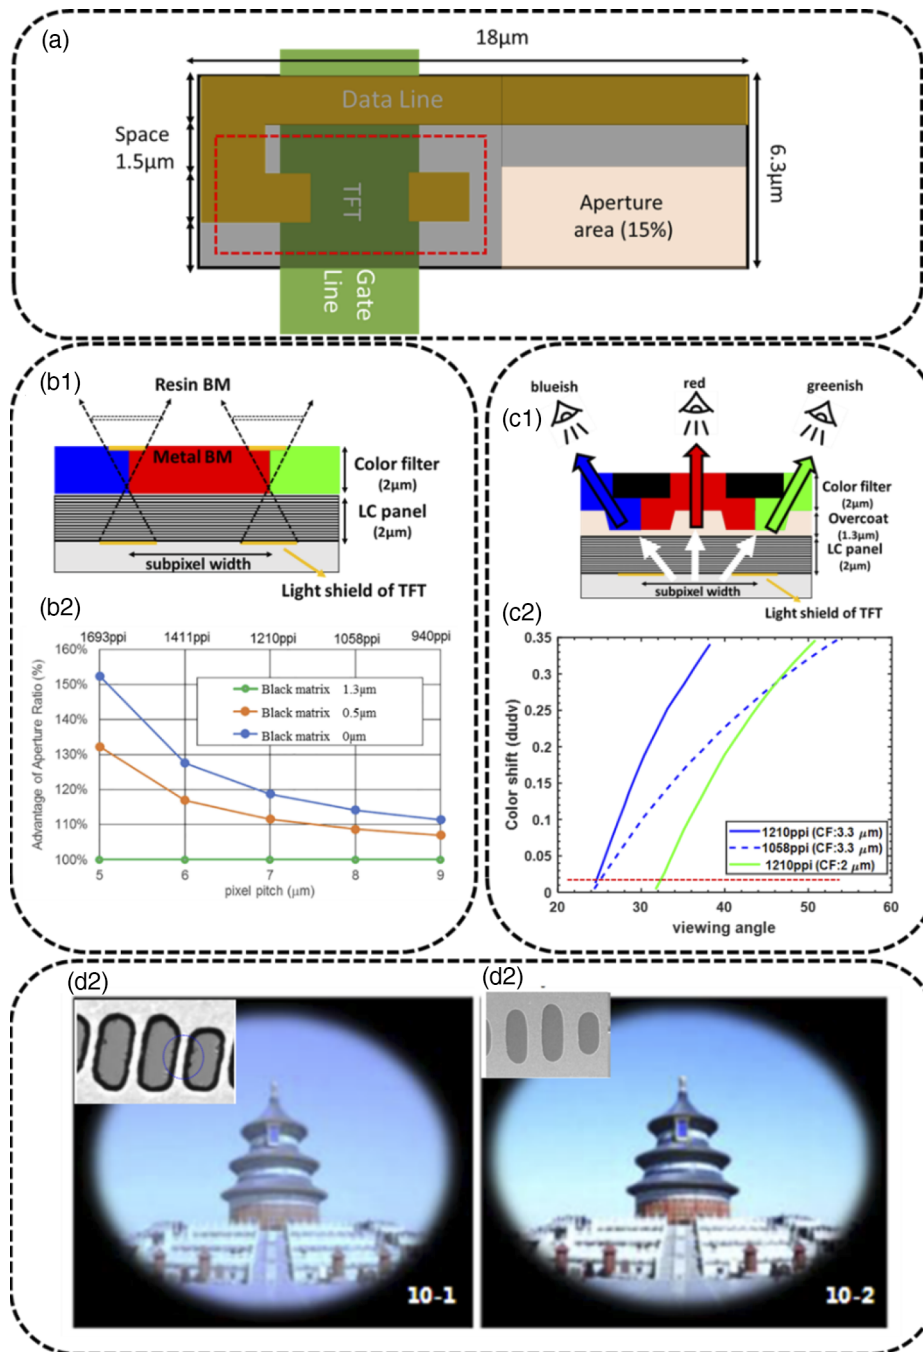 (a)
18μm
Data Line
Space
1.5μm
TFT
6.3μm
Aperture
area (15%)
Gate
Line
(b1)
Resin BM
Metal BM
Color filter
(2μm)
LC panel
(2μm)
subpixel width
Light shield of TFT
(b2)
1693ppi 1411ppi 1210ppi 1058ppi 940ppi
Advantage of Aperture Ratio (%)
160%
150%
140%
130%
120%
110%
100%
Black matrix 1.3μm
Black matrix 0.5μm
Black matrix 0μm
5 6 7 8 9
pixel pitch (μm)
(c1)
blueish
red
greenish
Color filter
(2μm)
Overcoat
(1.3μm)
LC panel
(2μm)
subpixel width
Light shield of TFT
(c2)
Color shift (dudv)
0.35
0.3
0.25
0.2
0.15
0.1
0.05
0
1210ppi (CF:3.3 μm)
1058ppi (CF:3.3 μm)
1210ppi (CF:2 μm)
20 30 40 50 60
viewing angle
(d2)
10-1
(d2)
10-2